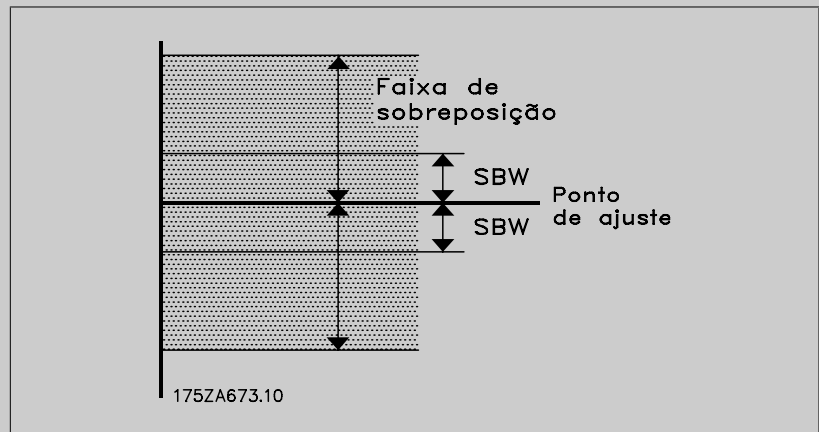 Faixa de
sobreposição
SBW
Ponto
de ajuste
SBW
175ZA673.10